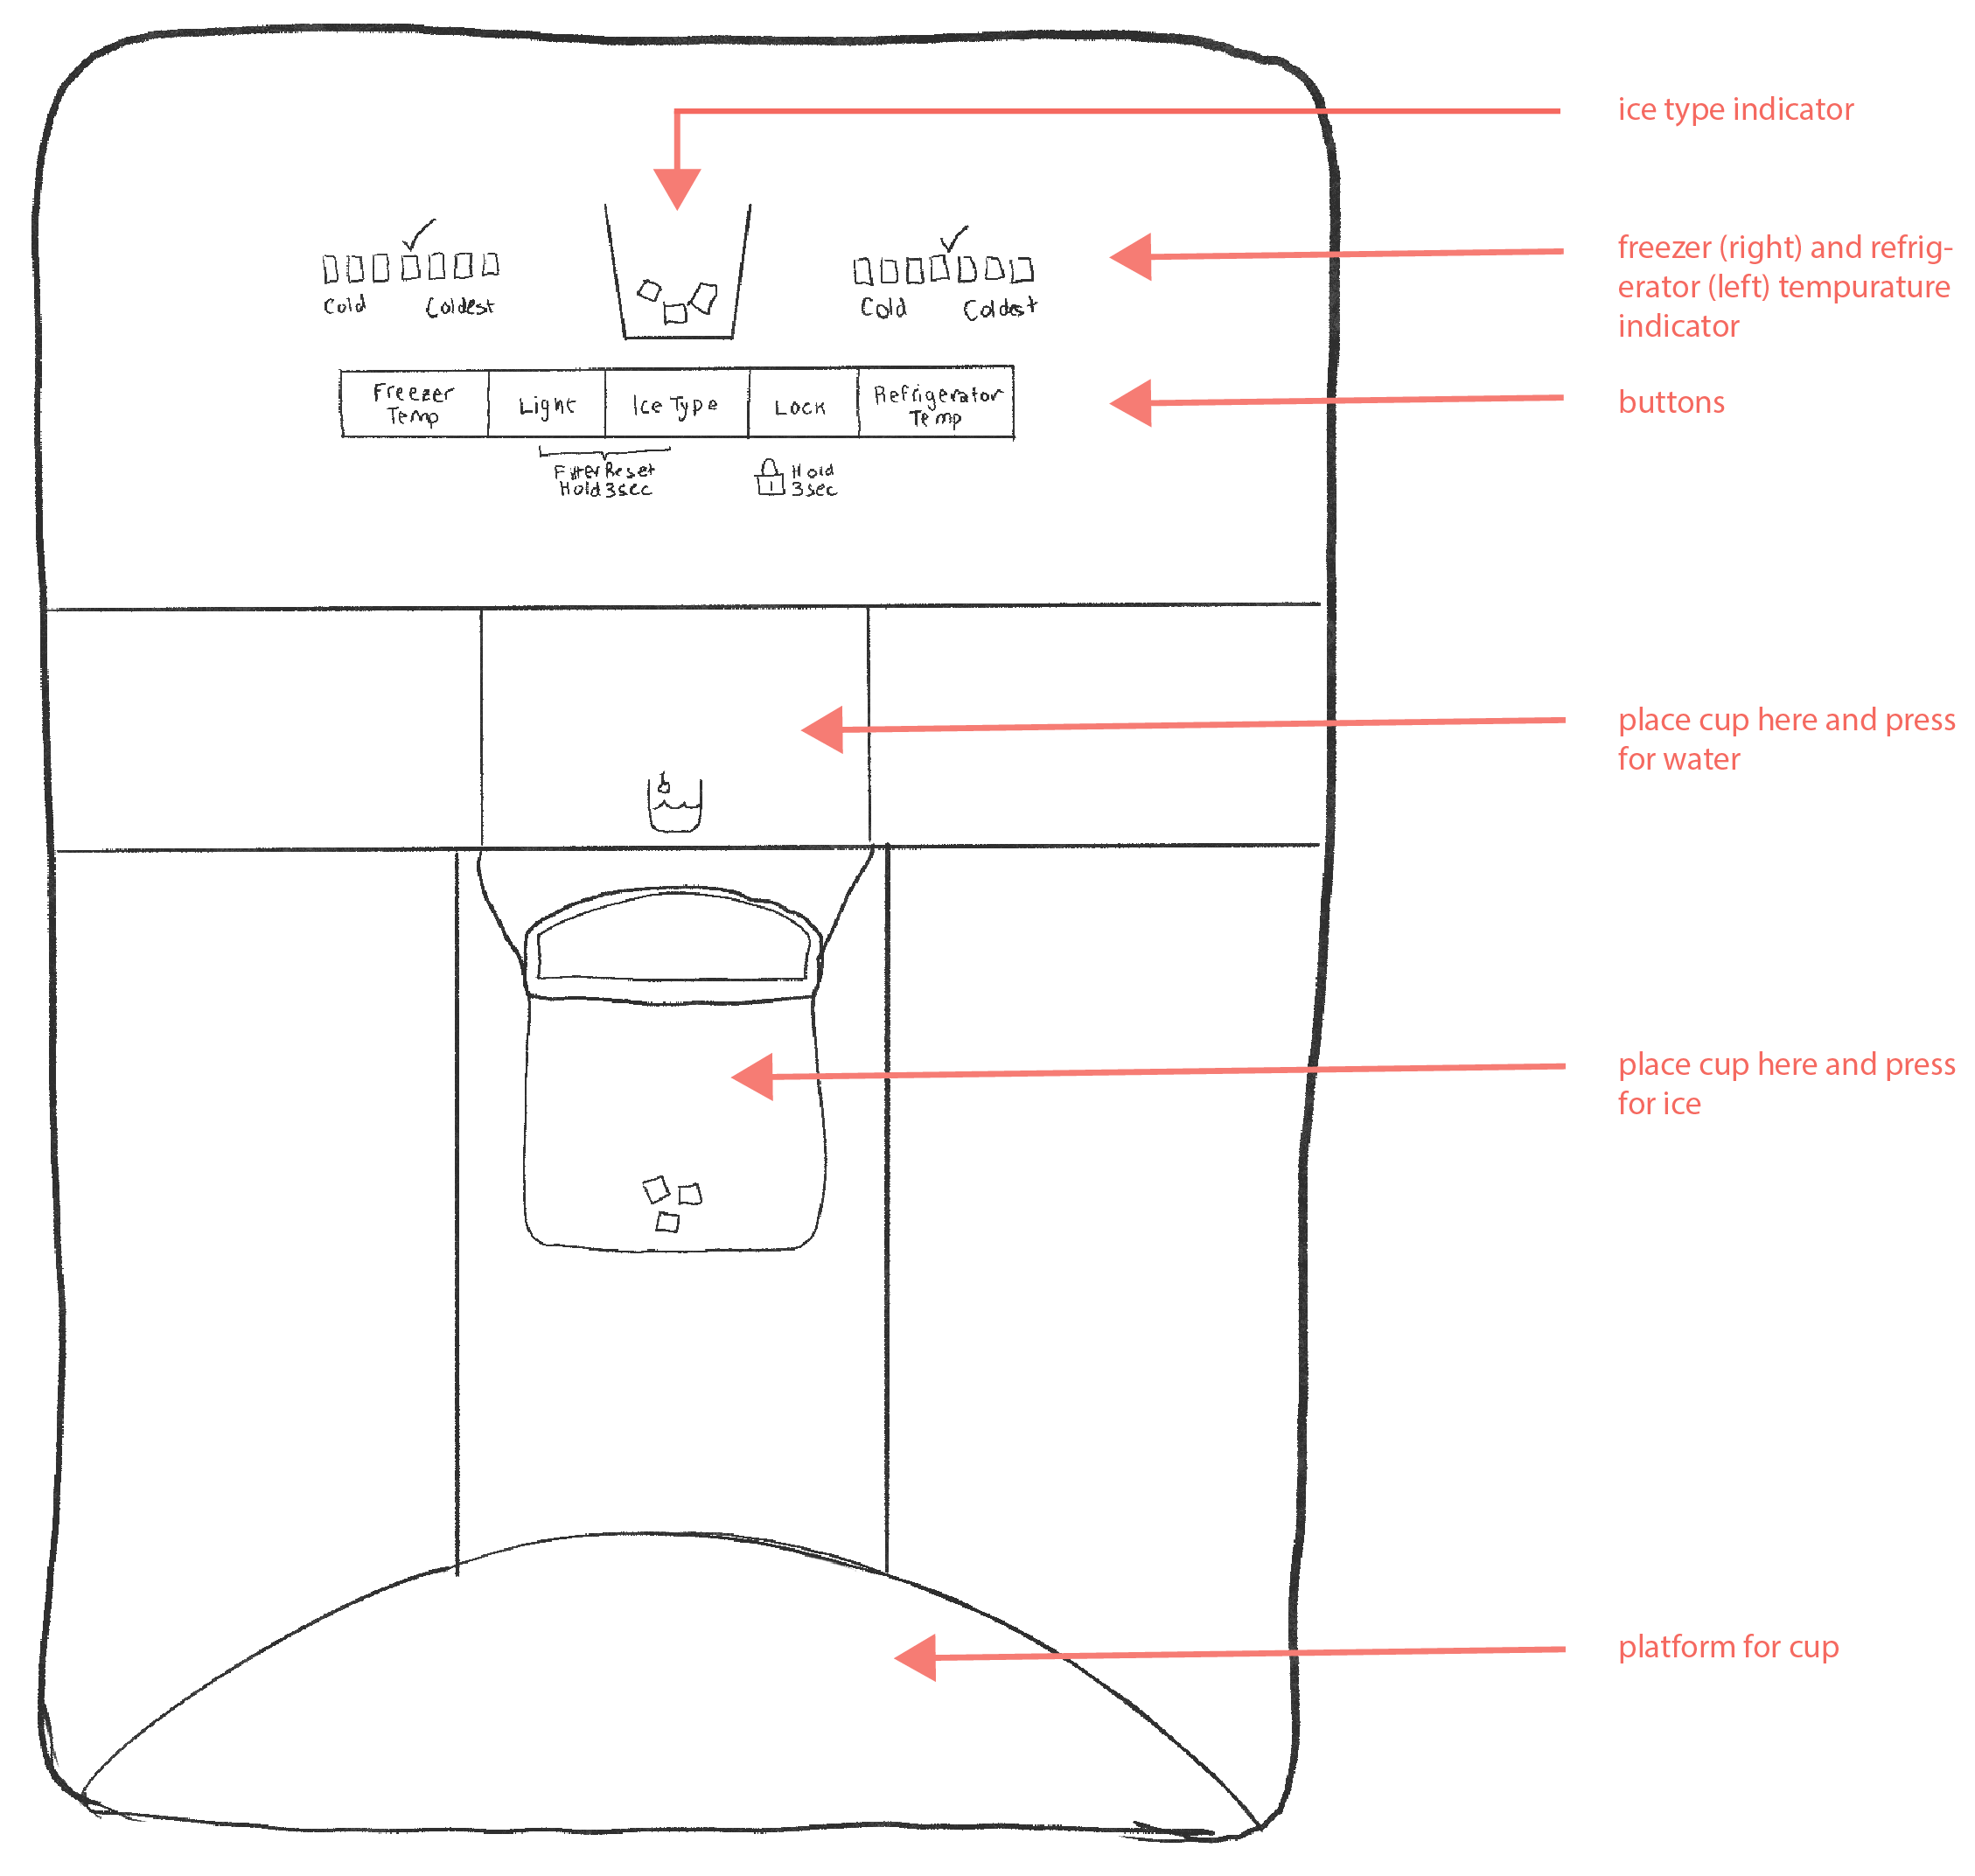 ice type indicator
freezer (right) and refrig-
erator (left) tempurature
indicator
Cold Coldest
Cold Coldest
buttons
Freezer
Temp
Light
Ice Type
Lock
Refrigerator
Temp
Filter Reset
Hold 3sec
Hold
3sec
place cup here and press
for water
place cup here and press
for ice
platform for cup